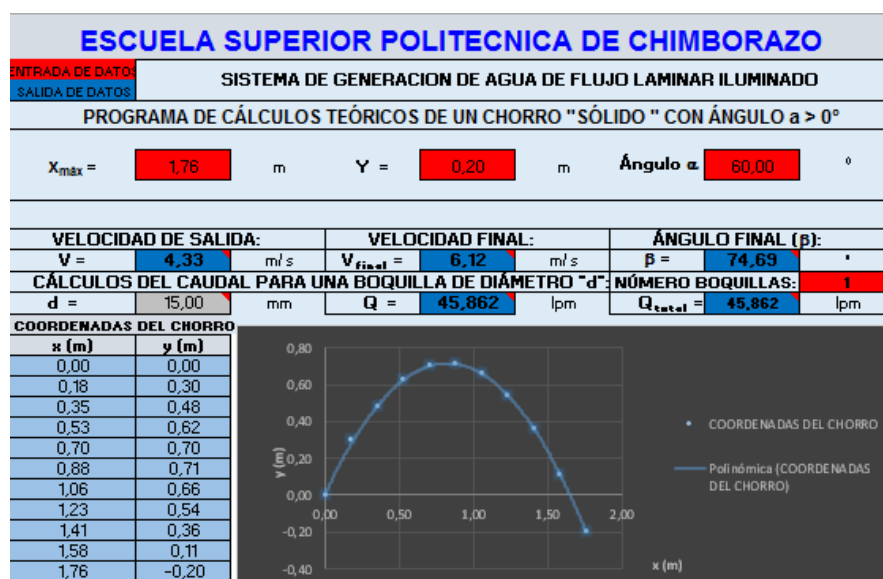 ESCUELA SUPERIOR POLITECNICA DE CHIMBORAZO
ENTRADA DE DATOS
SALIDA DE DATOS
SISTEMA DE GENERACION DE AGUA DE FLUJO LAMINAR ILUMINADO
PROGRAMA DE CÁLCULOS TEÓRICOS DE UN CHORRO "SÓLIDO " CON ÁNGULO a > 0°
Xmáx = 1,76 m Y = 0,20 m Ángulo α 60,00 °
VELOCIDAD DE SALIDA: VELOCIDAD FINAL: ÁNGULO FINAL (β):
V = 4,33 m/s Vfinal = 6,12 m/s β = 74,69 °
CÁLCULOS DEL CAUDAL PARA UNA BOQUILLA DE DIÁMETRO "d": NÚMERO BOQUILLAS: 1
d = 15,00 mm Q = 45,862 lpm Qtotal = 45,862 lpm
COORDENADAS DEL CHORRO
x (m) y (m)
0,00 0,00
0,18 0,30
0,35 0,48
0,53 0,62
0,70 0,70
0,88 0,71
1,06 0,66
1,23 0,54
1,41 0,36
1,58 0,11
1,76 -0,20
0,80
0,60
0,40
0,20
0,00
-0,20
-0,40
y (m)
0,00 0,50 1,00 1,50 2,00
x (m)
COORDENADAS DEL CHORRO
Polinómica (COORDENADAS
DEL CHORRO)